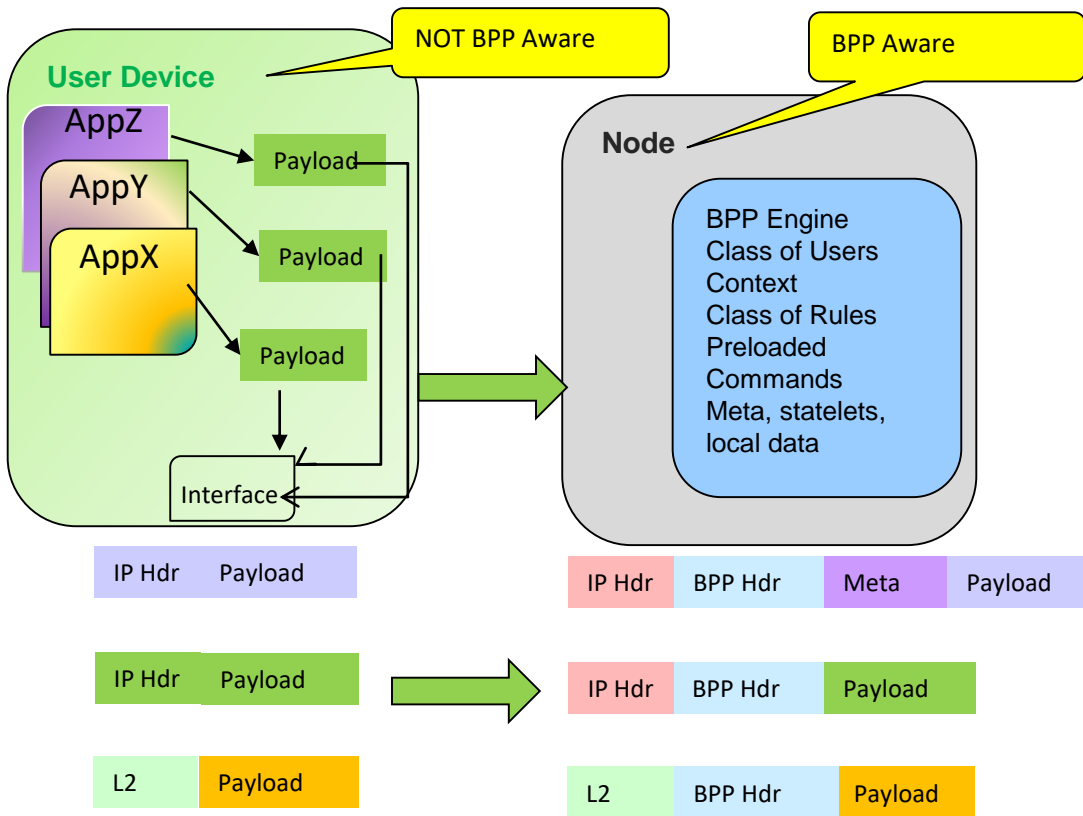 NOT BPP Aware
BPP Aware
User Device
AppZ
AppY
AppX
Payload
Payload
Payload
Interface
Node
BPP Engine
Class of Users
Context
Class of Rules
Preloaded
Commands
Meta, statelets,
local data
IP Hdr Payload
IP Hdr BPP Hdr Meta Payload
IP Hdr Payload
IP Hdr BPP Hdr Payload
L2 Payload
L2 BPP Hdr Payload